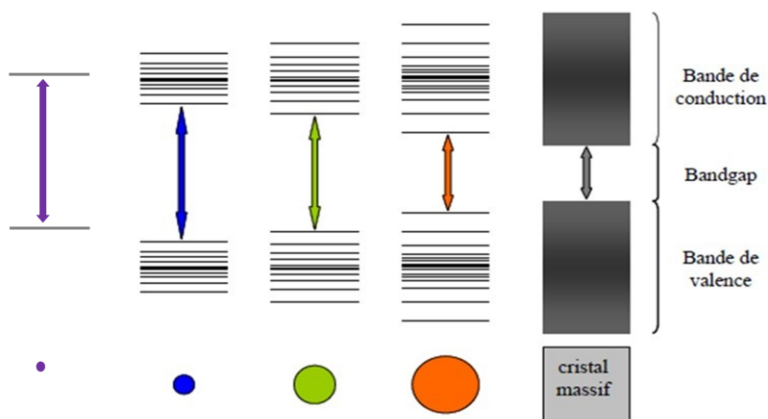 Bande de
conduction
Bandgap
Bande de
valence
cristal
massif